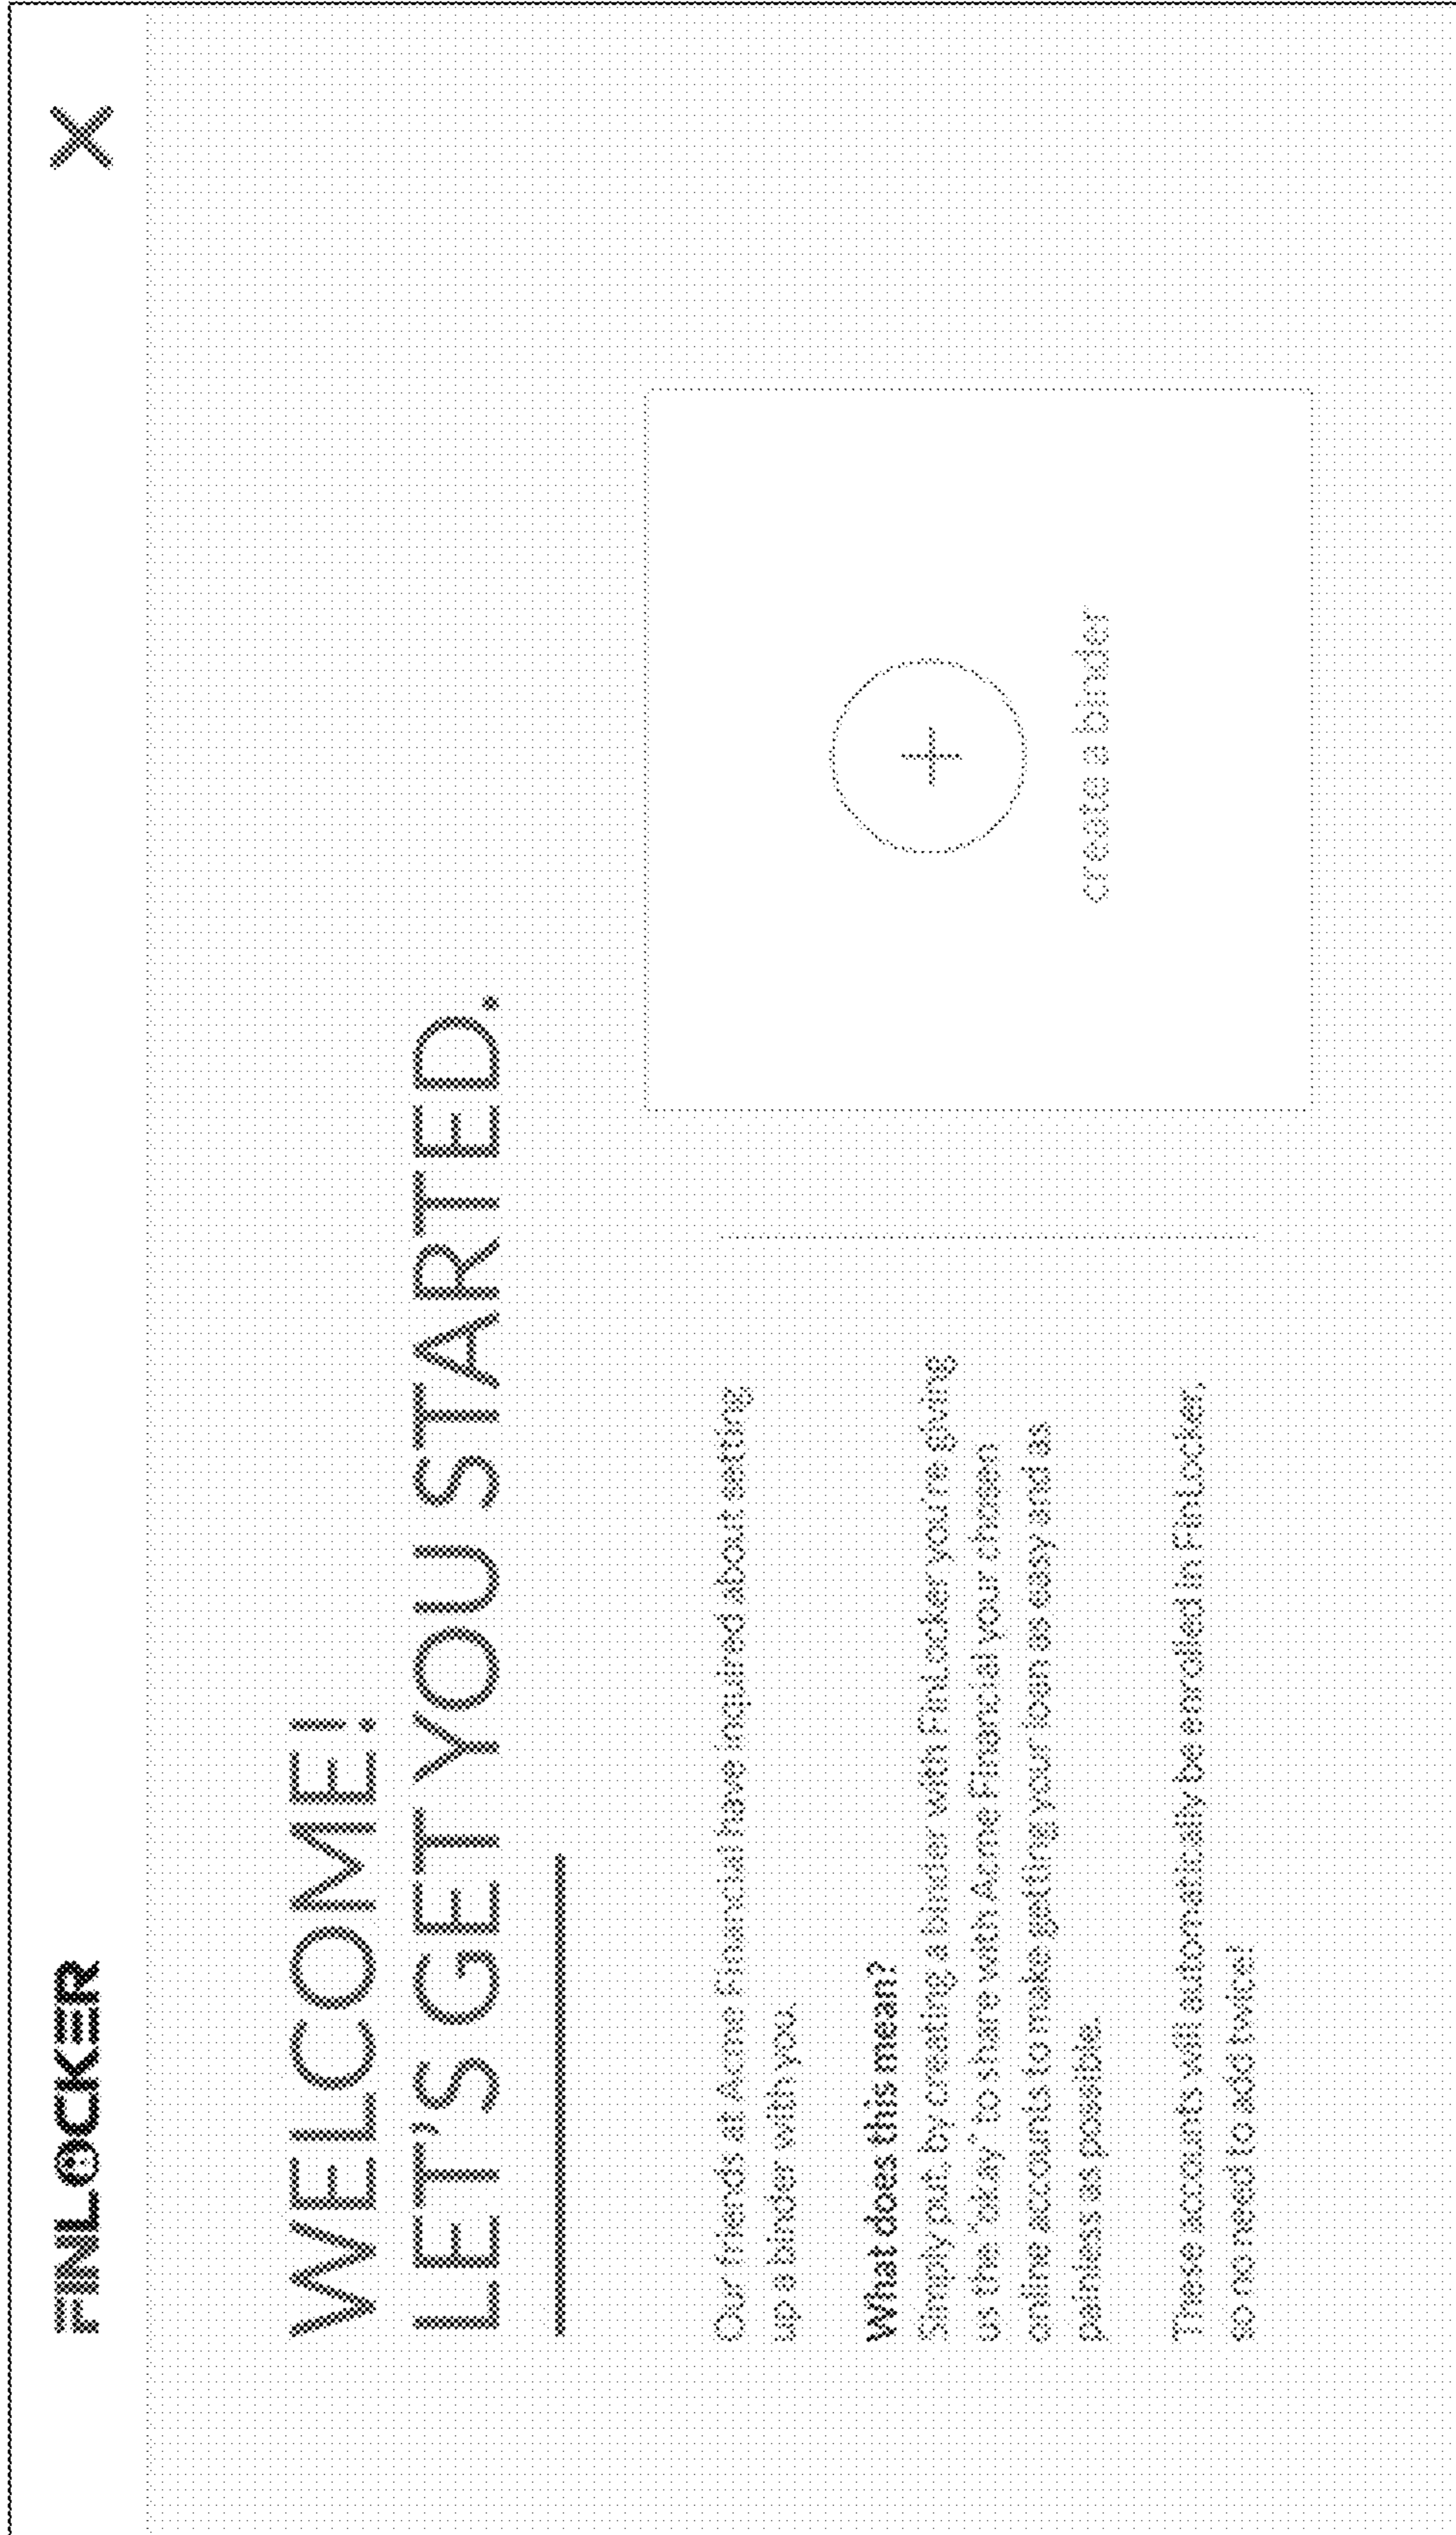 FINLOCKER
WELCOME!
LET'S GET YOU STARTED.
Our friends at Acme Financial have inquired about setting
up a binder with you.
What does this mean?
Simply put, by creating a binder with FinLocker you're giving
us the "okay" to share with Acme Financial your chosen
online accounts to make getting your loan as easy and as
painless as possible.
These accounts will automatically be enrolled in FinLocker,
so no need to add twice!
create a binder